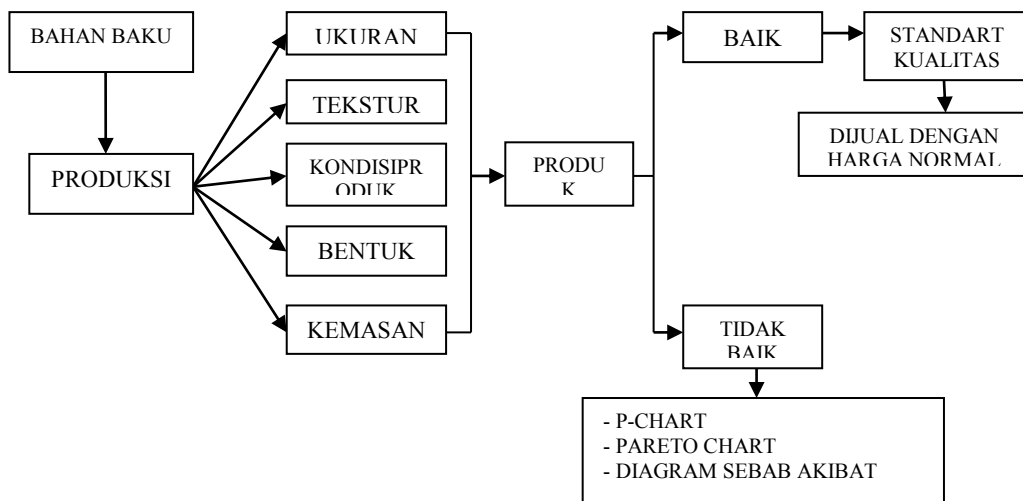 BAHAN BAKU
PRODUKSI
UKURAN
TEKSTUR
KONDISIPR
ODUK
BENTUK
KEMASAN
PRODU
K
BAIK
STANDART
KUALITAS
DIJUAL DENGAN
HARGA NORMAL
TIDAK
BAIK
- P-CHART
- PARETO CHART
- DIAGRAM SEBAB AKIBAT